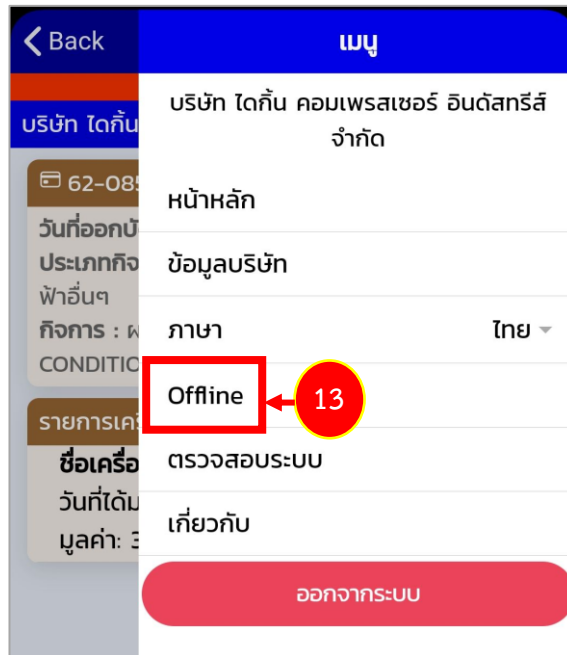 Back
เมนู
บริษัท ไดกิ้น คอมเพรสเซอร์ อินดัสทรีส์
จำกัด
หน้าหลัก
ข้อมูลบริษัท
ภาษา ไทย
Offline
13
ตรวจสอบระบบ
เกี่ยวกับ
ออกจากระบบ
บริษัท ไดกิ้น
62-085
วันที่ออกบั
ประเภทกิจ
ฟ้าอื่นๆ
กิจการ : ผ
CONDITIO
รายการเครื
ชื่อเครื่อ
วันที่ได้ม
มูลค่า: 3